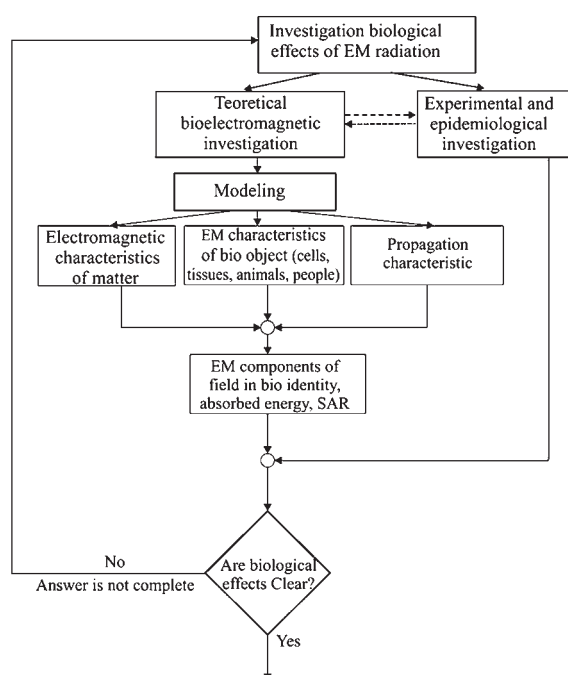 Investigation biological
effects of EM radiation
Teoretical
bioelectromagnetic
investigation
Experimental and
epidemiological
investigation
Modeling
Electromagnetic
characteristics
of matter
EM characteristics
of bio object (cells,
tissues, animals, people)
Propagation
characteristic
EM components of
field in bio identity,
absorbed energy, SAR
Are biological
effects Clear?
No
Answer is not complete
Yes